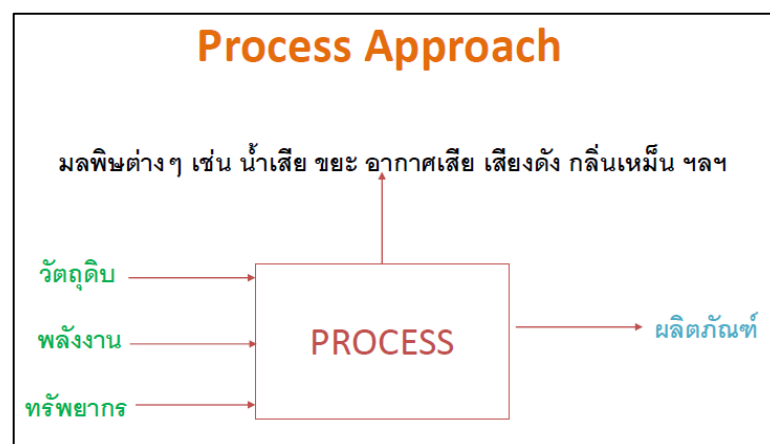 Process Approach
มลพิษต่างๆ เช่น น้ำเสีย ขยะ อากาศเสีย เสียงดัง กลิ่นเหม็น ฯลฯ
วัตถุดิบ
พลังงาน
ทรัพยากร
PROCESS
ผลิตภัณฑ์